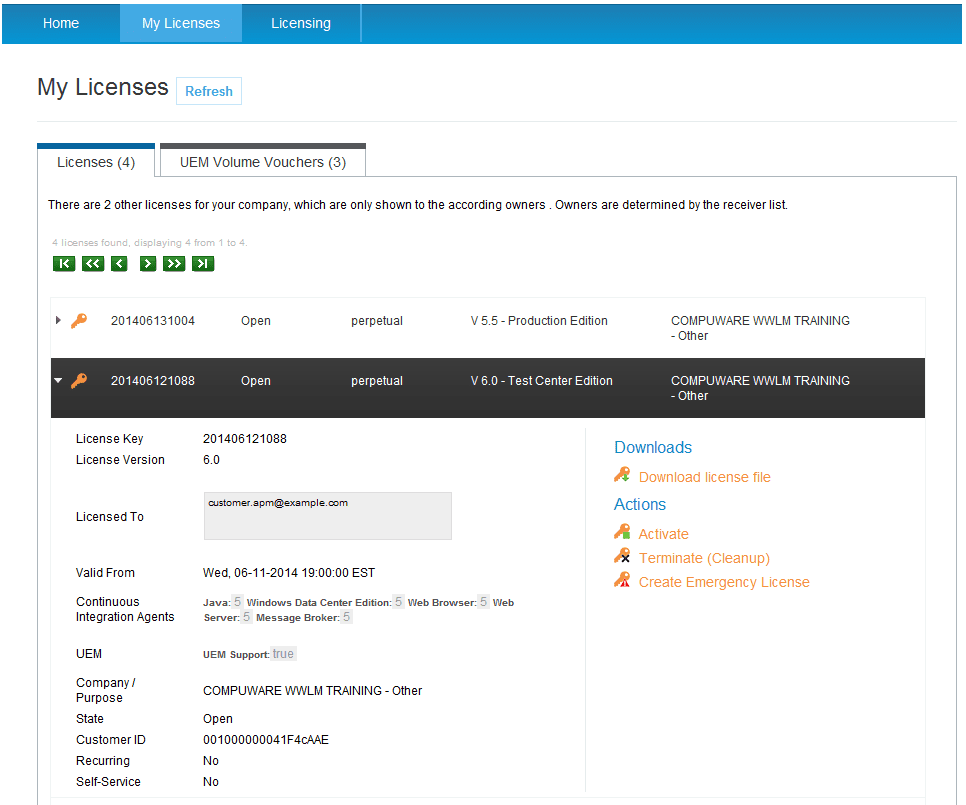 Home My Licenses Licensing
My Licenses Refresh
Licenses (4) UEM Volume Vouchers (3)
There are 2 other licenses for your company, which are only shown to the according owners . Owners are determined by the receiver list.
4 licenses found, displaying 4 from 1 to 4.
201406131004 Open perpetual V 5.5 - Production Edition COMPUWARE WWLM TRAINING
- Other
201406121088 Open perpetual V 6.0 - Test Center Edition COMPUWARE WWLM TRAINING
- Other
License Key 201406121088
License Version 6.0
Licensed To customer.apm@example.com
Valid From Wed, 06-11-2014 19:00:00 EST
Continuous
Integration Agents
Java: 5 Windows Data Center Edition: 5 Web Browser: 5 Web
Server: 5 Message Broker: 5
UEM UEM Support: true
Company /
Purpose
COMPUWARE WWLM TRAINING - Other
State Open
Customer ID 001000000041F4cAAE
Recurring No
Self-Service No
Downloads
Download license file
Actions
Activate
Terminate (Cleanup)
Create Emergency License